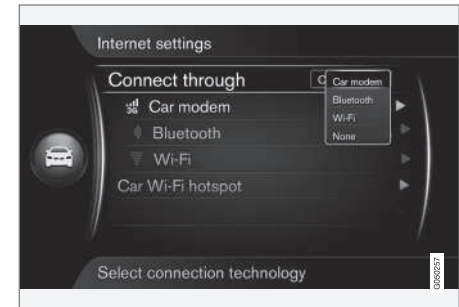 Internet settings
Connect through C
Car modem
Bluetooth
Wi-Fi
None
3G Car modem
Bluetooth
Wi-Fi
Car Wi-Fi hotspot
Select connection technology
G050257